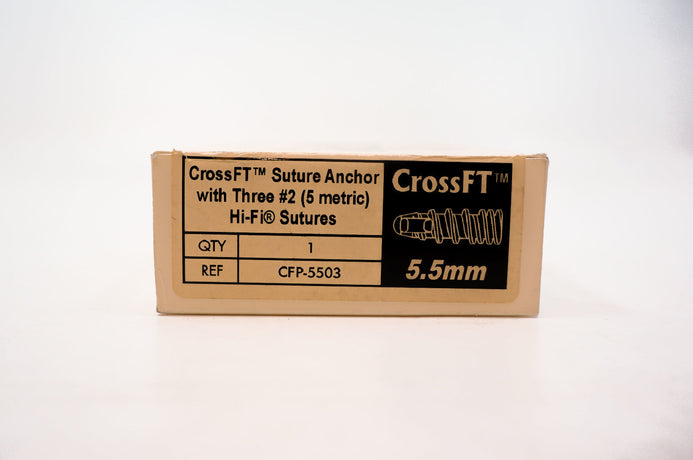 CrossFT™ Suture Anchor
with Three #2 (5 metric)
Hi-Fi® Sutures
QTY 1
REF CFP-5503
CrossFT™
5.5mm